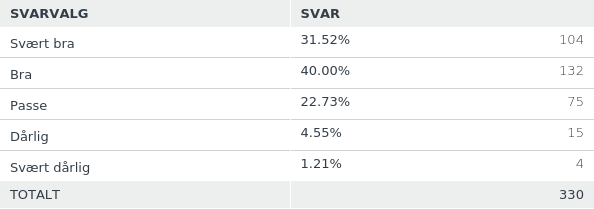 SVARVALG SVAR
Svært bra 31.52% 104
Bra 40.00% 132
Passe 22.73% 75
Dårlig 4.55% 15
Svært dårlig 1.21% 4
TOTALT 330